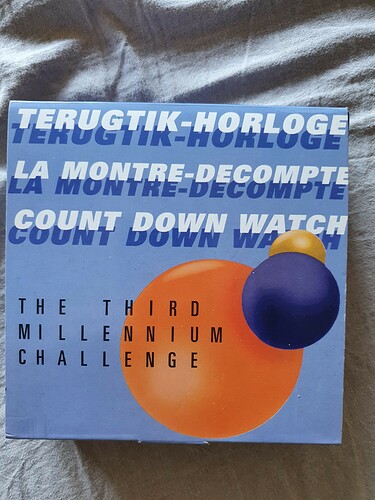 TERUGTIK-HORLOGE
LA MONTRE-DECOMPTE
COUNT DOWN WATCH
THE THIRD
MILLENNIUM
CHALLENGE